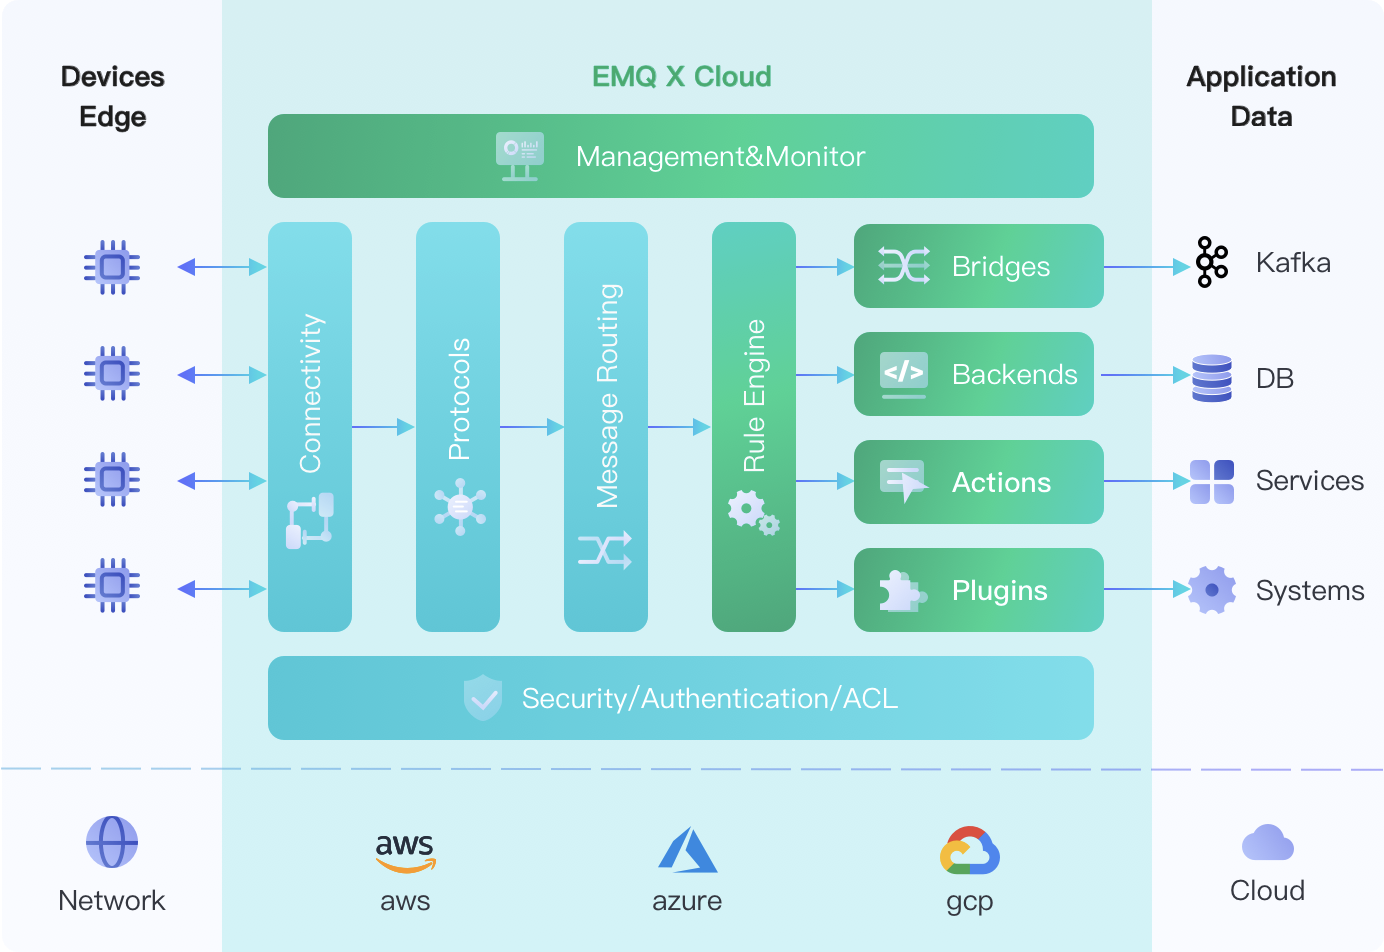 Devices
Edge
EMQ X Cloud
Application
Data
Management&Monitor
Connectivity
Protocols
Message Routing
Rule Engine
Bridges
Kafka
</>
Backends
DB
Actions
Services
Plugins
Systems
Security/Authentication/ACL
Network
aws
aws
azure
gcp
Cloud